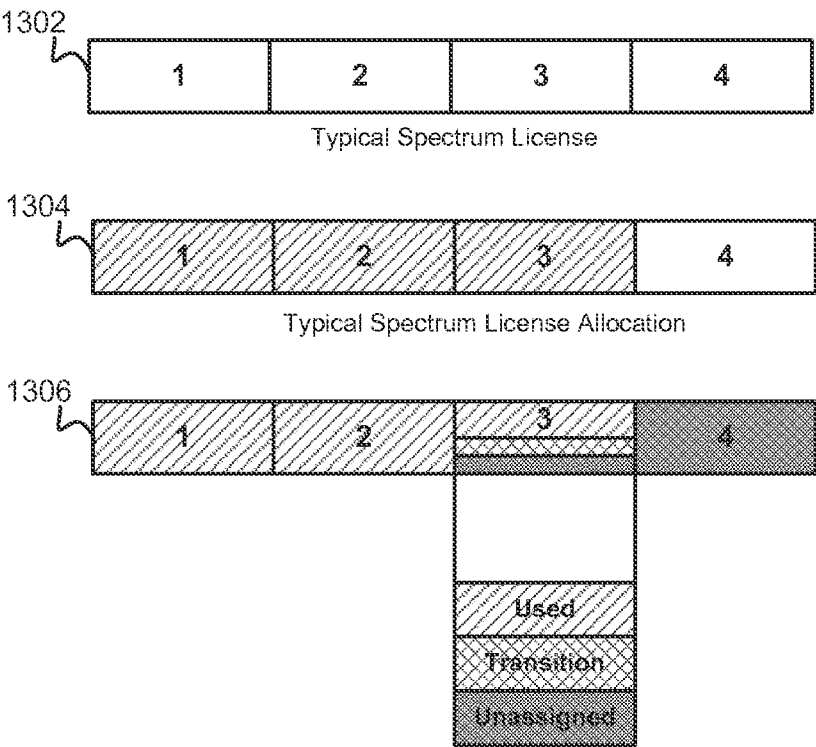 1302
1 2 3 4
Typical Spectrum License
1304
1 2 3 4
Typical Spectrum License Allocation
1306
1 2 3 4
Used
Transition
Unassigned